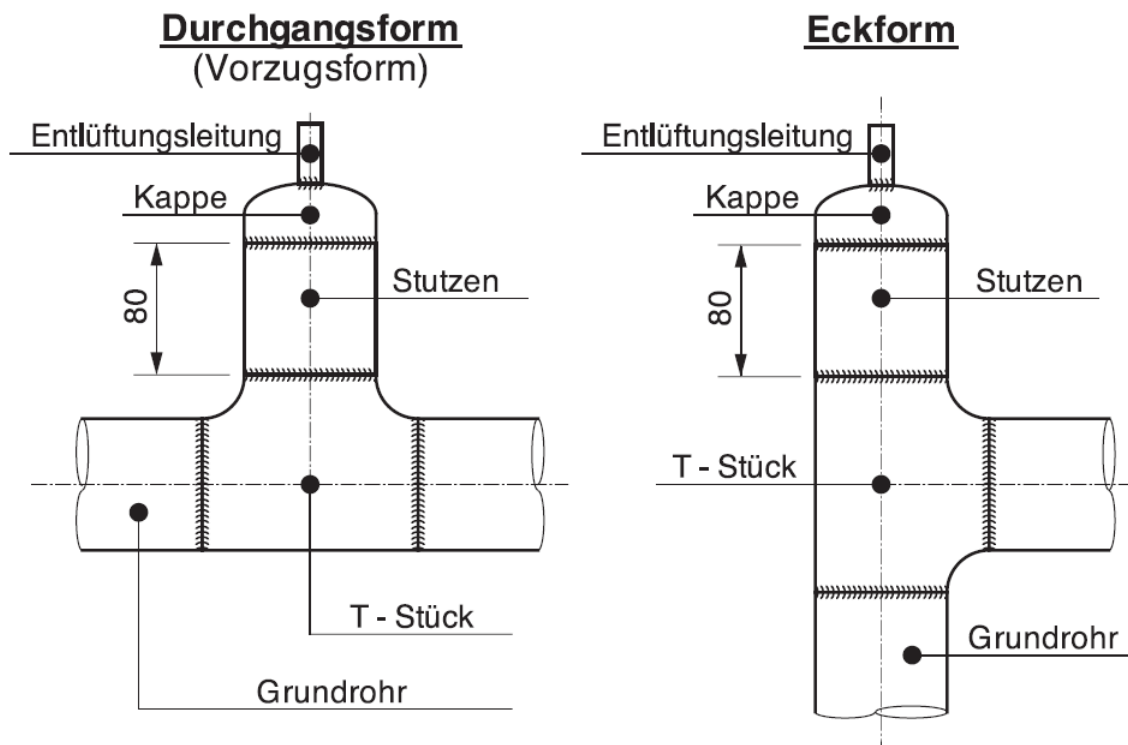 Durchgangsform
(Vorzugsform)
Entlüftungsleitung
Kappe
80
Stutzen
T - Stück
Grundrohr
Eckform
Entlüftungsleitung
Kappe
80
Stutzen
T - Stück
Grundrohr